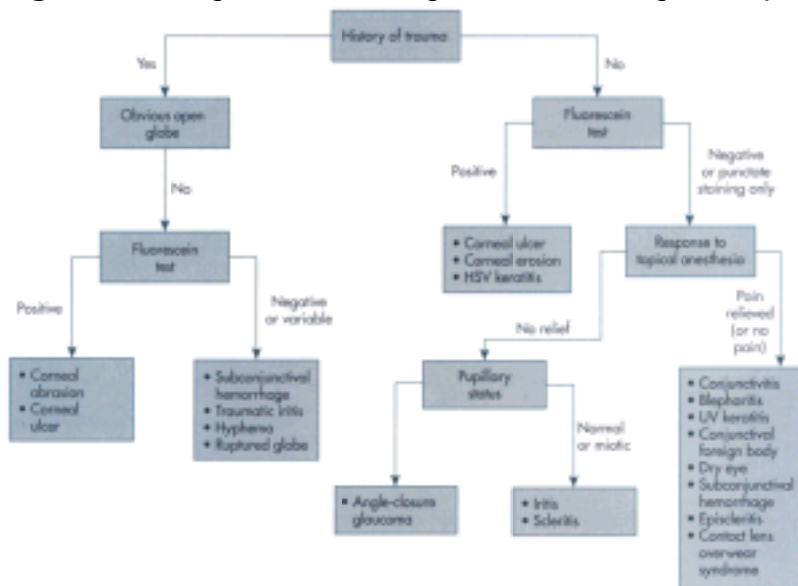 History of trauma
Yes
No
Obvious open
globe
Fluorescein
test
No
Positive
Negative
or punctate
staining only
Fluorescein
test
• Corneal ulcer
• Corneal erosion
• HSV keratitis
Response to
topical anesthesia
Positive
Negative
or variable
No relief
Pain
relieved
(or no
pain)
• Corneal
abrasion
• Corneal
ulcer
• Subconjunctival
hemorrhage
• Traumatic iritis
• Hyphema
• Ruptured globe
Pupillary
status
• Conjunctivitis
• Blepharitis
• UV keratitis
• Conjunctival
foreign body
• Dry eye
• Subconjunctival
hemorrhage
• Episcleritis
• Contact lens
overwear
syndrome
Normal
or miotic
• Angle-closure
glaucoma
• Iritis
• Scleritis